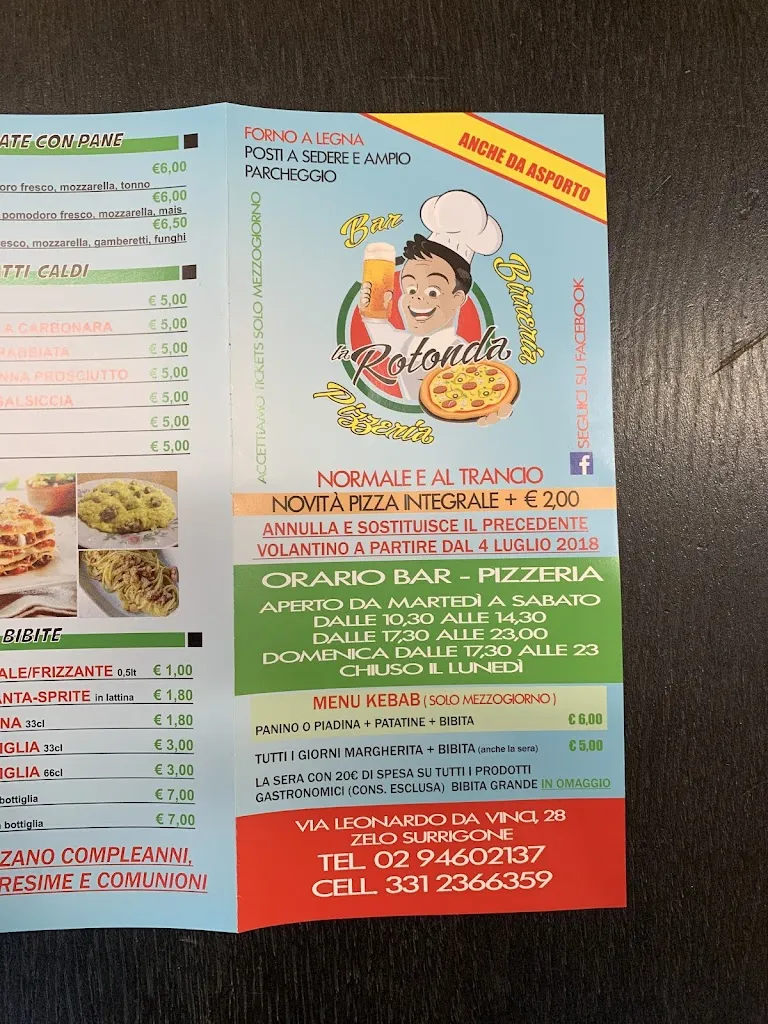 ATE CON PANE
€6,00
oro fresco, mozzarella, tonno
€6,00
pomodoro fresco, mozzarella, mais
€6,50
resco, mozzarella, gamberetti, funghi
TTI CALDI
€ 5,00
A CARBONARA € 5,00
RABBIATA € 5,00
NNA PROSCIUTTO € 5,00
SALSICCIA € 5,00
€ 5,00
€ 5,00
BIBITE
ALE/FRIZZANTE 0,5lt € 1,00
ANTA-SPRITE in lattina € 1,80
NA 33cl € 1,80
IGLIA 33cl € 3,00
IGLIA 66cl € 3,00
bottiglia € 7,00
bottiglia € 7,00
ZANO COMPLEANNI,
RESIME E COMUNIONI
FORNO A LEGNA
POSTI A SEDERE E AMPIO
PARCHEGGIO
ANCHE DA ASPORTO
ACCETTIAMO TICKETS SOLO MEZZOGIORNO
Bar
Birreria
la Rotonda
Pizzeria
SEGUICI SU FACEBOOK
f
NORMALE E AL TRANCIO
NOVITÀ PIZZA INTEGRALE + € 2,00
ANNULLA E SOSTITUISCE IL PRECEDENTE
VOLANTINO A PARTIRE DAL 4 LUGLIO 2018
ORARIO BAR - PIZZERIA
APERTO DA MARTEDÌ A SABATO
DALLE 10,30 ALLE 14,30
DALLE 17,30 ALLE 23,00
DOMENICA DALLE 17,30 ALLE 23
CHIUSO IL LUNEDÌ
MENU KEBAB ( SOLO MEZZOGIORNO )
PANINO O PIADINA + PATATINE + BIBITA € 6,00
TUTTI I GIORNI MARGHERITA + BIBITA (anche la sera) € 5,00
LA SERA CON 20€ DI SPESA SU TUTTI I PRODOTTI
GASTRONOMICI (CONS. ESCLUSA) BIBITA GRANDE IN OMAGGIO
VIA LEONARDO DA VINCI, 28
ZELO SURRIGONE
TEL. 02 94602137
CELL. 331 2366359